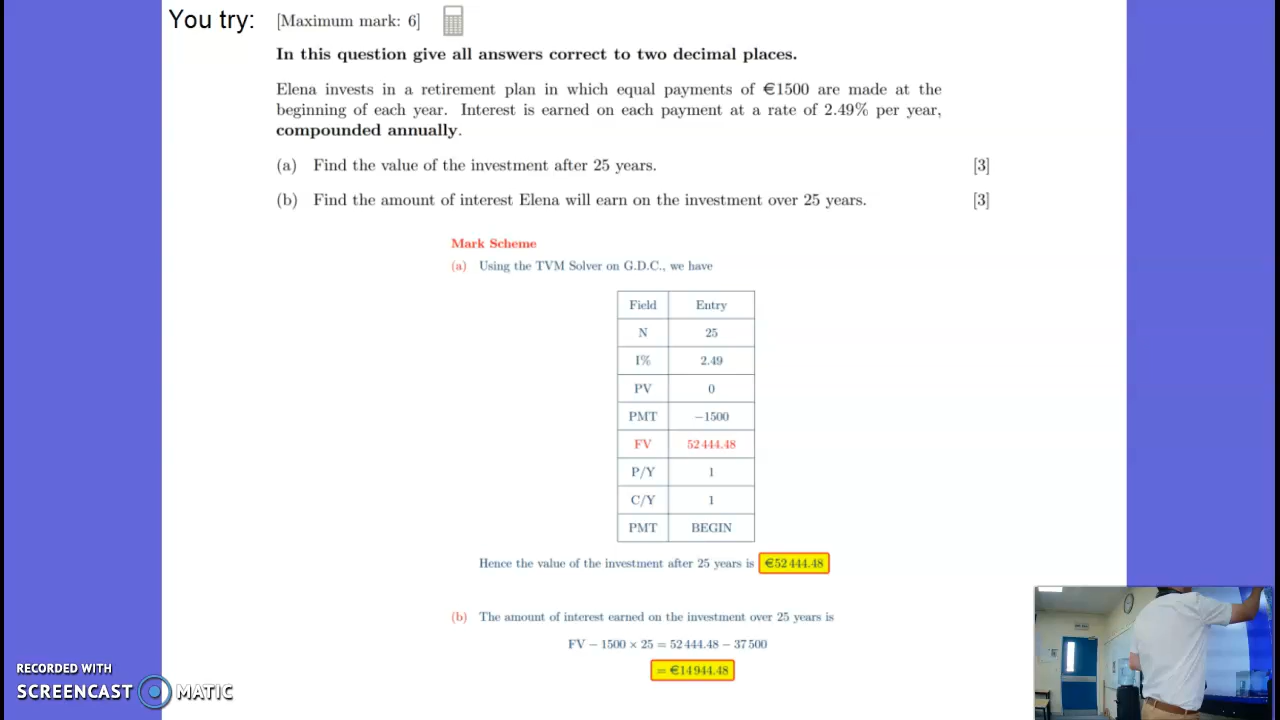 You try: [Maximum mark: 6]
In this question give all answers correct to two decimal places.
Elena invests in a retirement plan in which equal payments of €1500 are made at the
beginning of each year. Interest is earned on each payment at a rate of 2.49% per year,
compounded annually.
(a) Find the value of the investment after 25 years. [3]
(b) Find the amount of interest Elena will earn on the investment over 25 years. [3]
Mark Scheme
(a) Using the TVM Solver on G.D.C., we have
Field Entry
N 25
I% 2.49
PV 0
PMT −1500
FV 52 444.48
P/Y 1
C/Y 1
PMT BEGIN
Hence the value of the investment after 25 years is €52 444.48
(b) The amount of interest earned on the investment over 25 years is
FV − 1500 × 25 = 52 444.48 − 37 500
= €14 944.48
RECORDED WITH
SCREENCAST MATIC